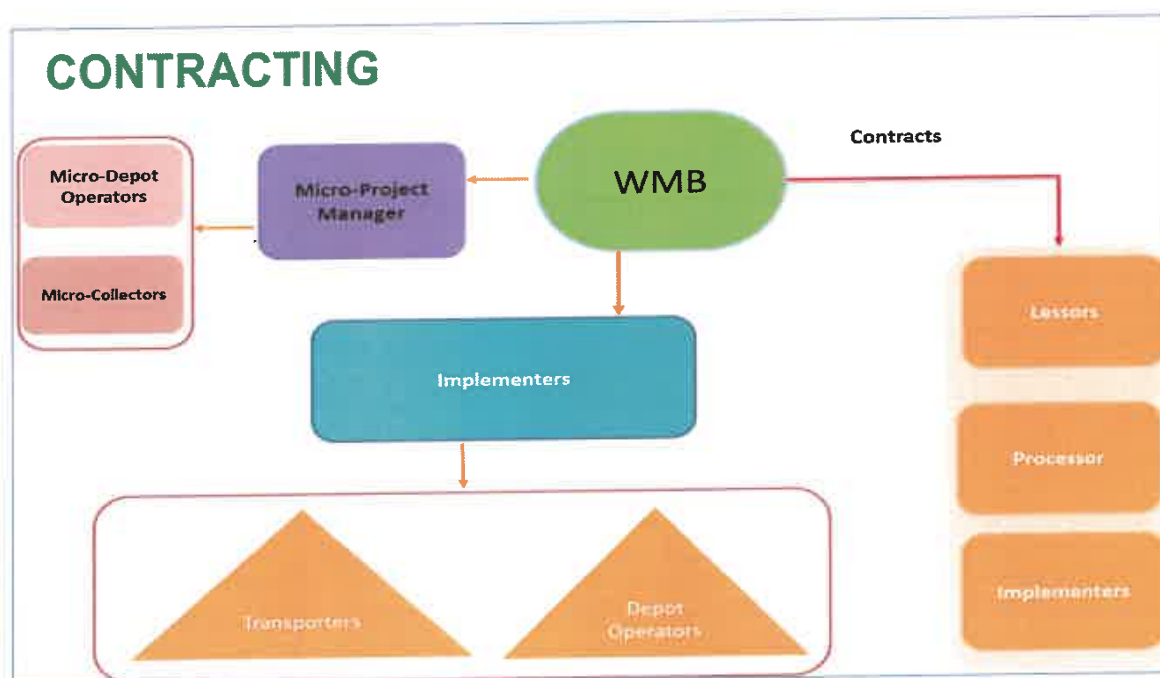 CONTRACTING
Micro-Depot
Operators
Micro-Collectors
Micro-Project
Manager
WMB
Contracts
Implementers
Transporters
Depot
Operators
Lessors
Processor
Implementers